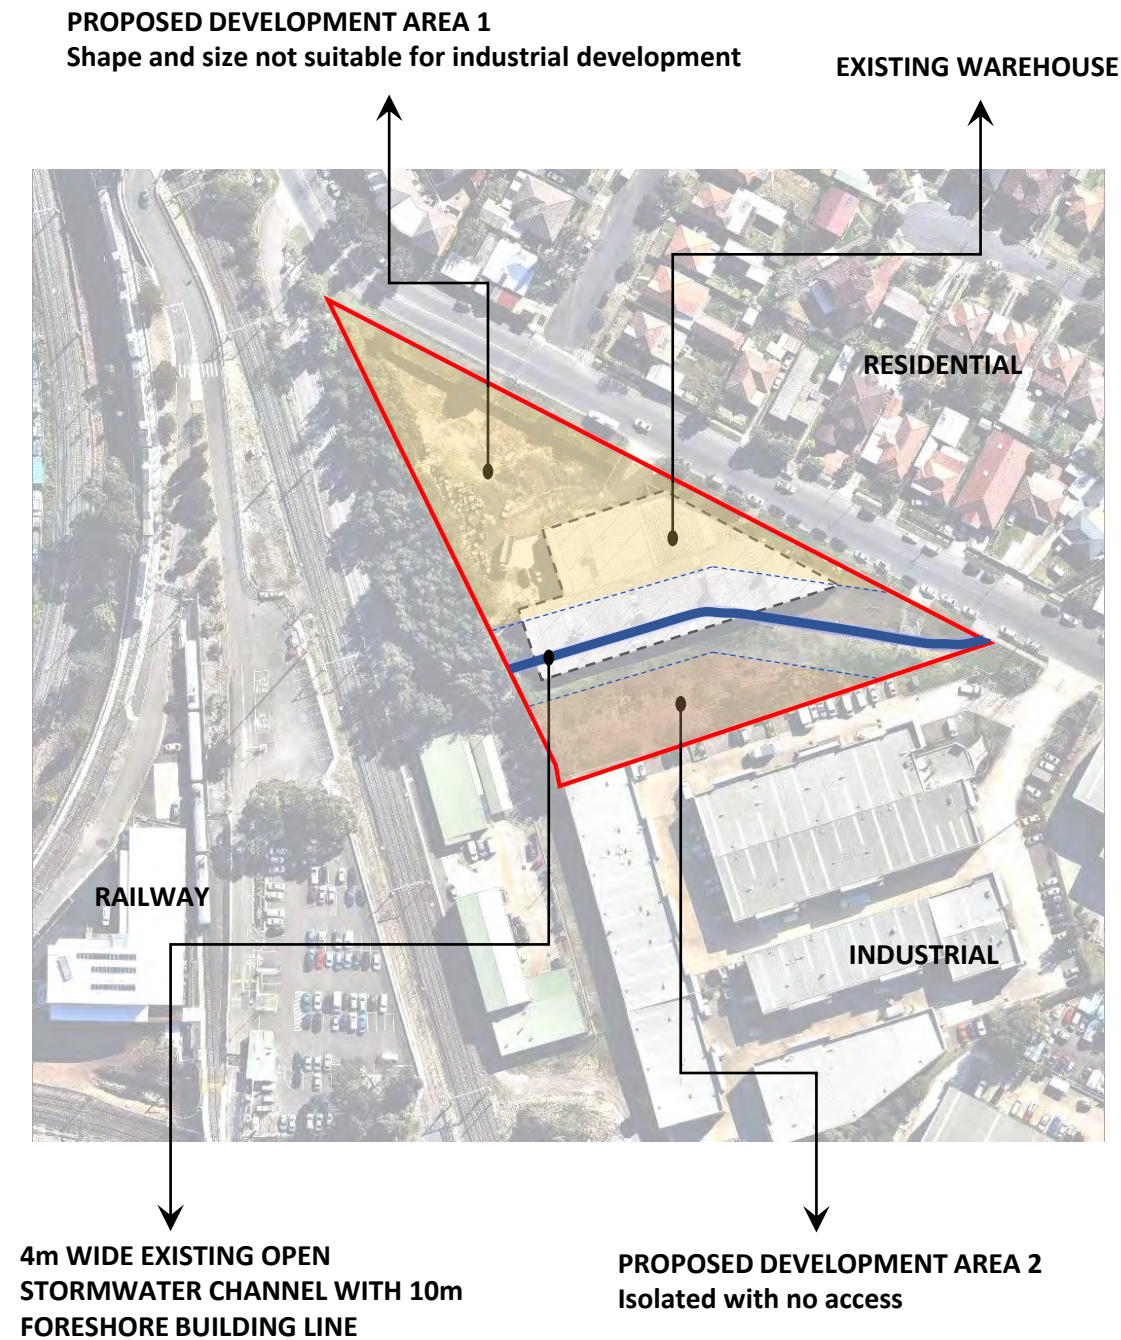 PROPOSED DEVELOPMENT AREA 1
Shape and size not suitable for industrial development
EXISTING WAREHOUSE
RESIDENTIAL
RAILWAY
INDUSTRIAL
4m WIDE EXISTING OPEN
STORMWATER CHANNEL WITH 10m
FORESHORE BUILDING LINE
PROPOSED DEVELOPMENT AREA 2
Isolated with no access